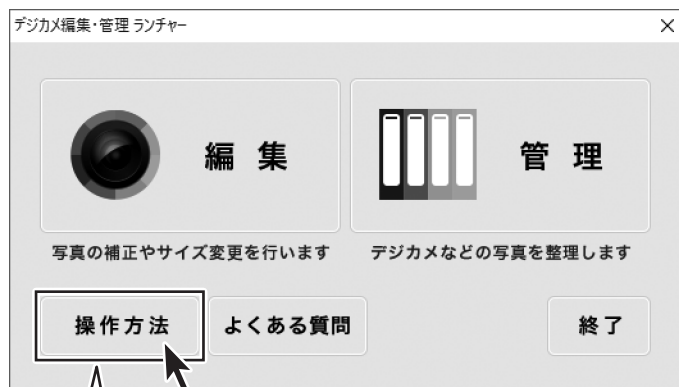 デジカメ編集・管理 ランチャー
編集
管理
写真の補正やサイズ変更を行います
デジカメなどの写真を整理します
操作方法
よくある質問
終了